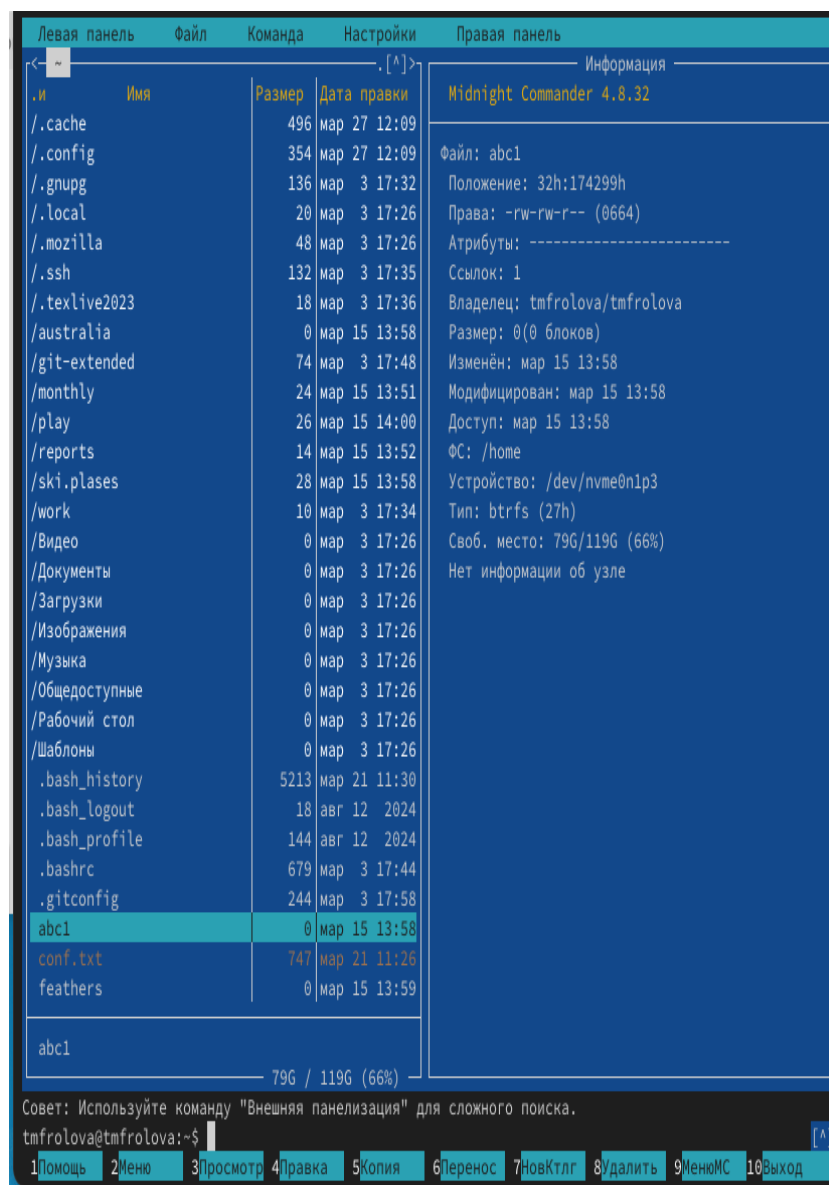 Левая панель Файл Команда Настройки Правая панель
<─ ~ .[^]>
.и Имя Размер Дата правки
/.cache 496 мар 27 12:09
/.config 354 мар 27 12:09
/.gnupg 136 мар 3 17:32
/.local 20 мар 3 17:26
/.mozilla 48 мар 3 17:26
/.ssh 132 мар 3 17:35
/.texlive2023 18 мар 3 17:36
/australia 0 мар 15 13:58
/git-extended 74 мар 3 17:48
/monthly 24 мар 15 13:51
/play 26 мар 15 14:00
/reports 14 мар 15 13:52
/ski.plases 28 мар 15 13:58
/work 10 мар 3 17:34
/Видео 0 мар 3 17:26
/Документы 0 мар 3 17:26
/Загрузки 0 мар 3 17:26
/Изображения 0 мар 3 17:26
/Музыка 0 мар 3 17:26
/Общедоступные 0 мар 3 17:26
/Рабочий стол 0 мар 3 17:26
/Шаблоны 0 мар 3 17:26
.bash_history 5213 мар 21 11:30
.bash_logout 18 авг 12 2024
.bash_profile 144 авг 12 2024
.bashrc 679 мар 3 17:44
.gitconfig 244 мар 3 17:58
abc1 0 мар 15 13:58
conf.txt 747 мар 21 11:26
feathers 0 мар 15 13:59
abc1
79G / 119G (66%)
Информация
Midnight Commander 4.8.32
Файл: abc1
Положение: 32h:174299h
Права: -rw-rw-r-- (0664)
Атрибуты: -------------------------
Ссылок: 1
Владелец: tmfrolova/tmfrolova
Размер: 0(0 блоков)
Изменён: мар 15 13:58
Модифицирован: мар 15 13:58
Доступ: мар 15 13:58
ФС: /home
Устройство: /dev/nvme0n1p3
Тип: btrfs (27h)
Своб. место: 79G/119G (66%)
Нет информации об узле
Совет: Используйте команду "Внешняя панелизация" для сложного поиска.
tmfrolova@tmfrolova:~$ [^
1Помощь 2Меню 3Просмотр 4Правка 5Копия 6Перенос 7НовКтлг 8Удалить 9МенюMC 10Выход